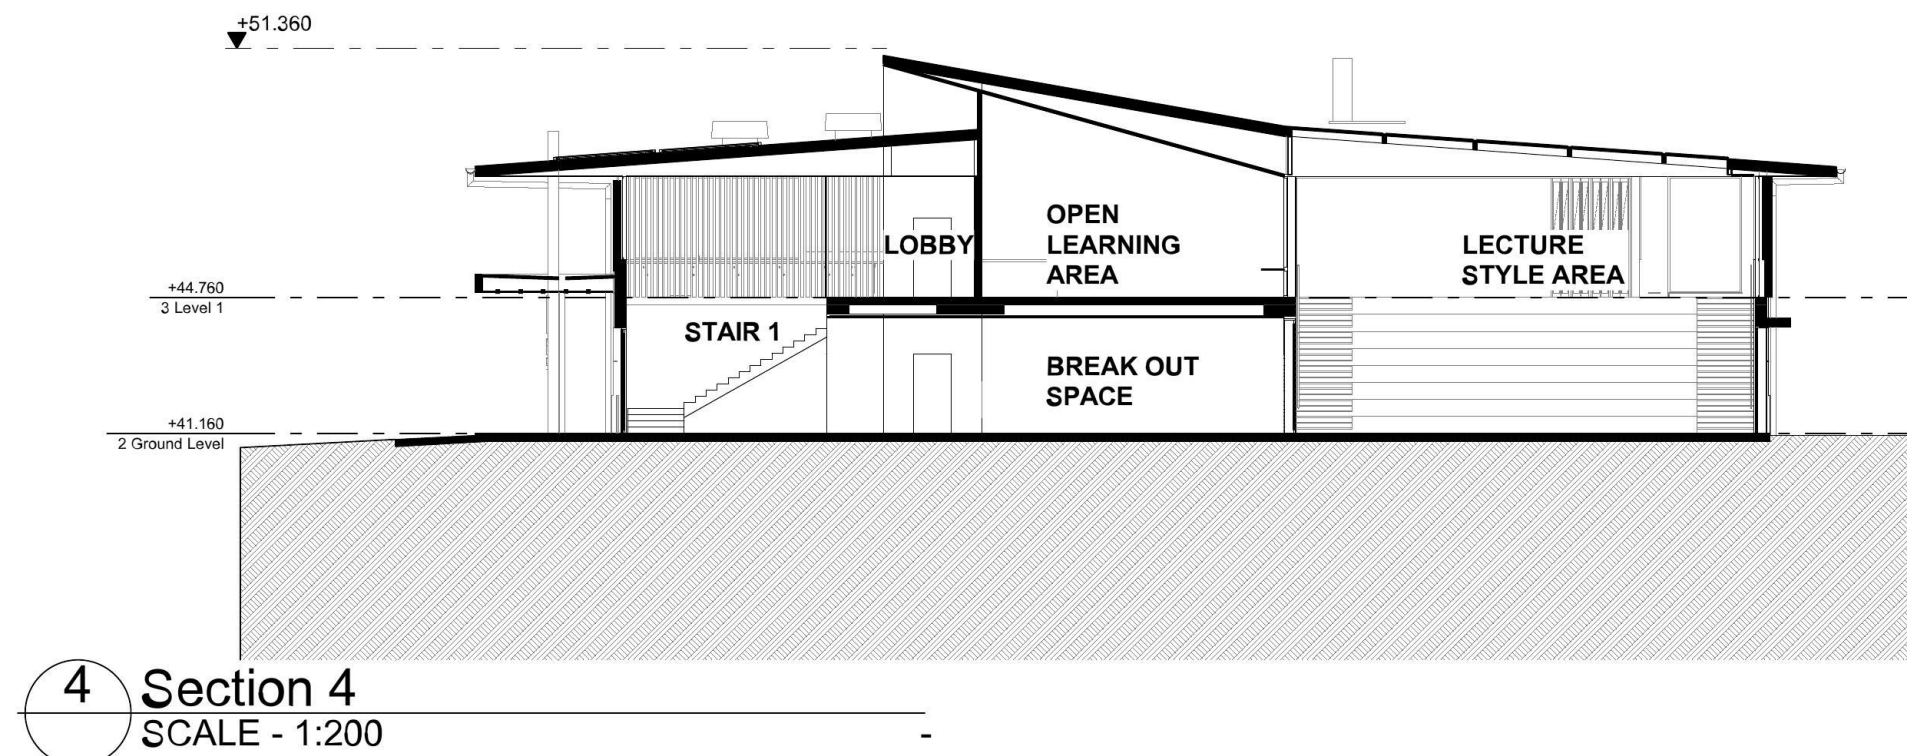 +51.360
OPEN
LEARNING
AREA
LOBBY
LECTURE
STYLE AREA
+44.760
3 Level 1
STAIR 1
BREAK OUT
SPACE
+41.160
2 Ground Level
4
Section 4
SCALE - 1:200
-